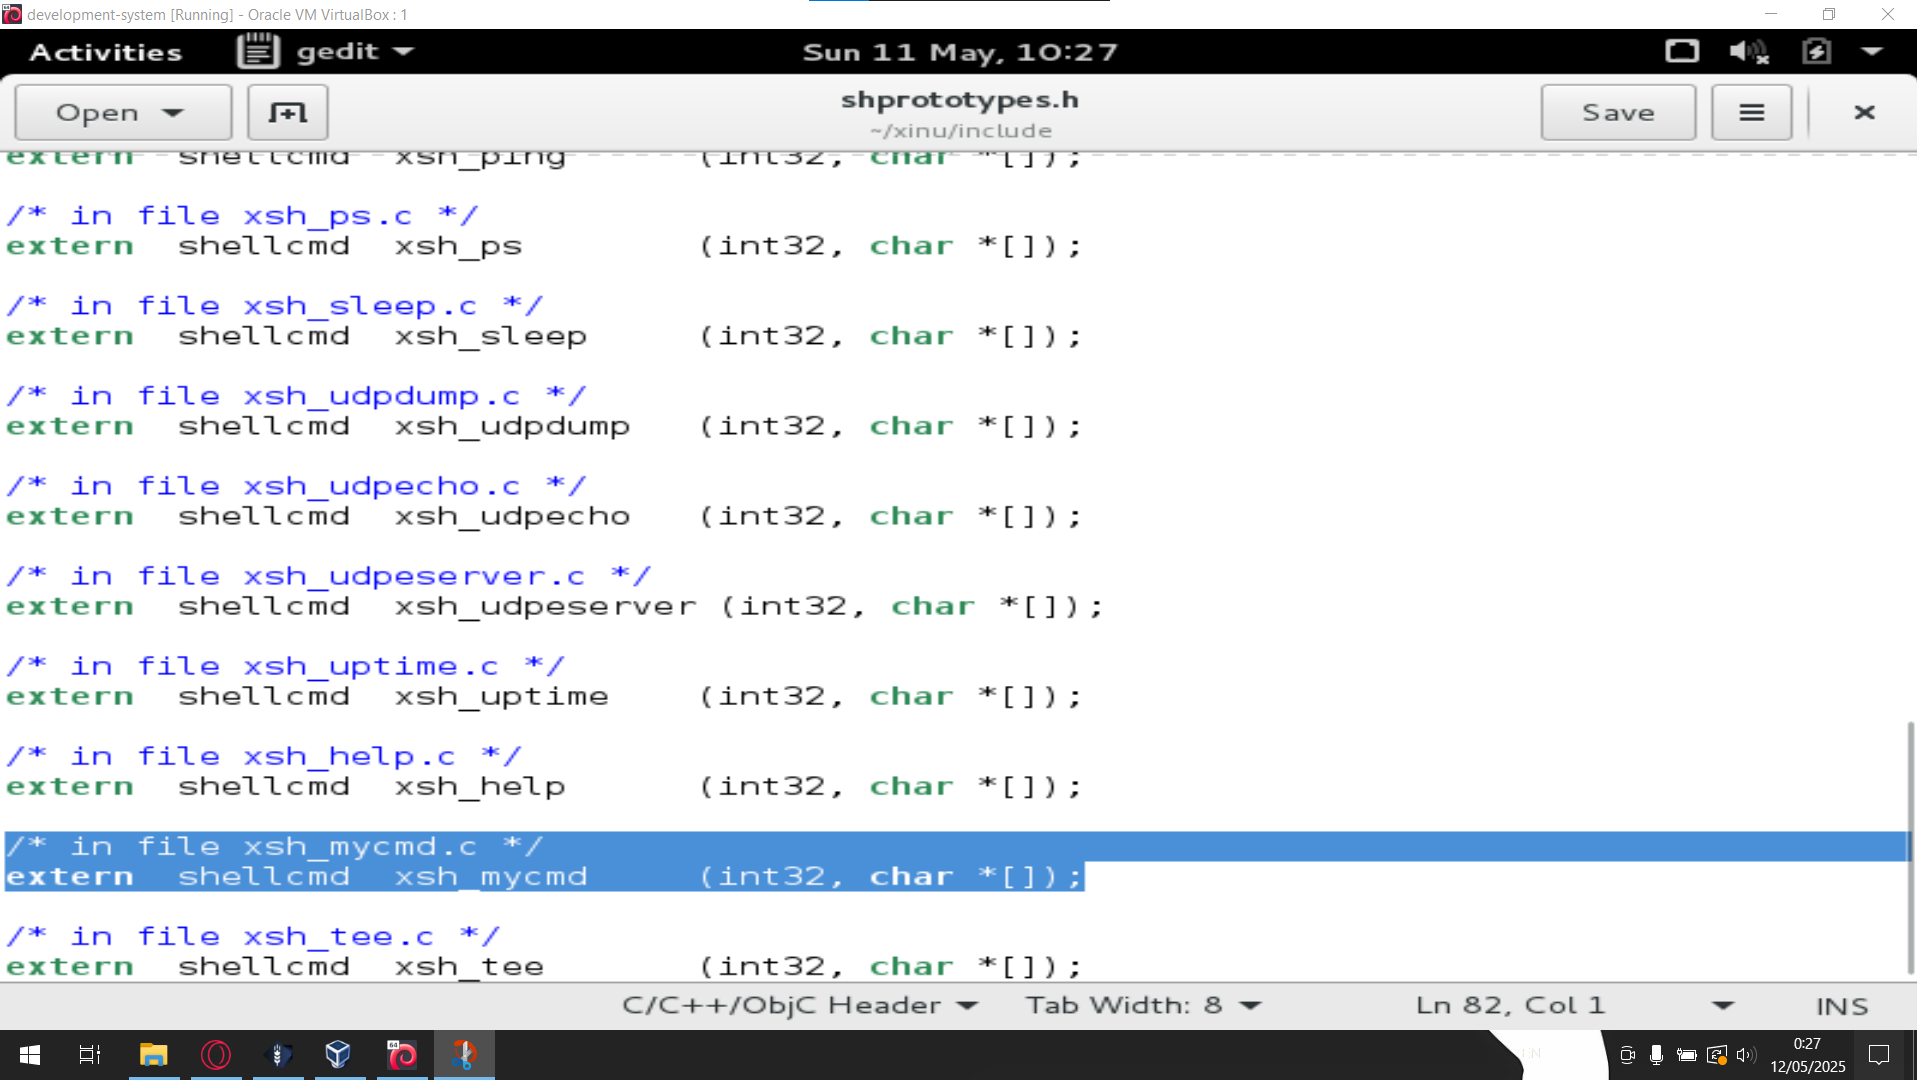 development-system [Running] - Oracle VM VirtualBox : 1
Activities gedit Sun 11 May, 10:27
Open shprototypes.h Save
~/xinu/include
extern shellcmd xsh_ping (int32, char *[]);
/* in file xsh_ps.c */
extern shellcmd xsh_ps (int32, char *[]);
/* in file xsh_sleep.c */
extern shellcmd xsh_sleep (int32, char *[]);
/* in file xsh_udpdump.c */
extern shellcmd xsh_udpdump (int32, char *[]);
/* in file xsh_udpecho.c */
extern shellcmd xsh_udpecho (int32, char *[]);
/* in file xsh_udpeserver.c */
extern shellcmd xsh_udpeserver (int32, char *[]);
/* in file xsh_uptime.c */
extern shellcmd xsh_uptime (int32, char *[]);
/* in file xsh_help.c */
extern shellcmd xsh_help (int32, char *[]);
/* in file xsh_mycmd.c */
extern shellcmd xsh_mycmd (int32, char *[]);
/* in file xsh_tee.c */
extern shellcmd xsh_tee (int32, char *[]);
C/C++/ObjC Header Tab Width: 8 Ln 82, Col 1 INS
64
0:27
12/05/2025